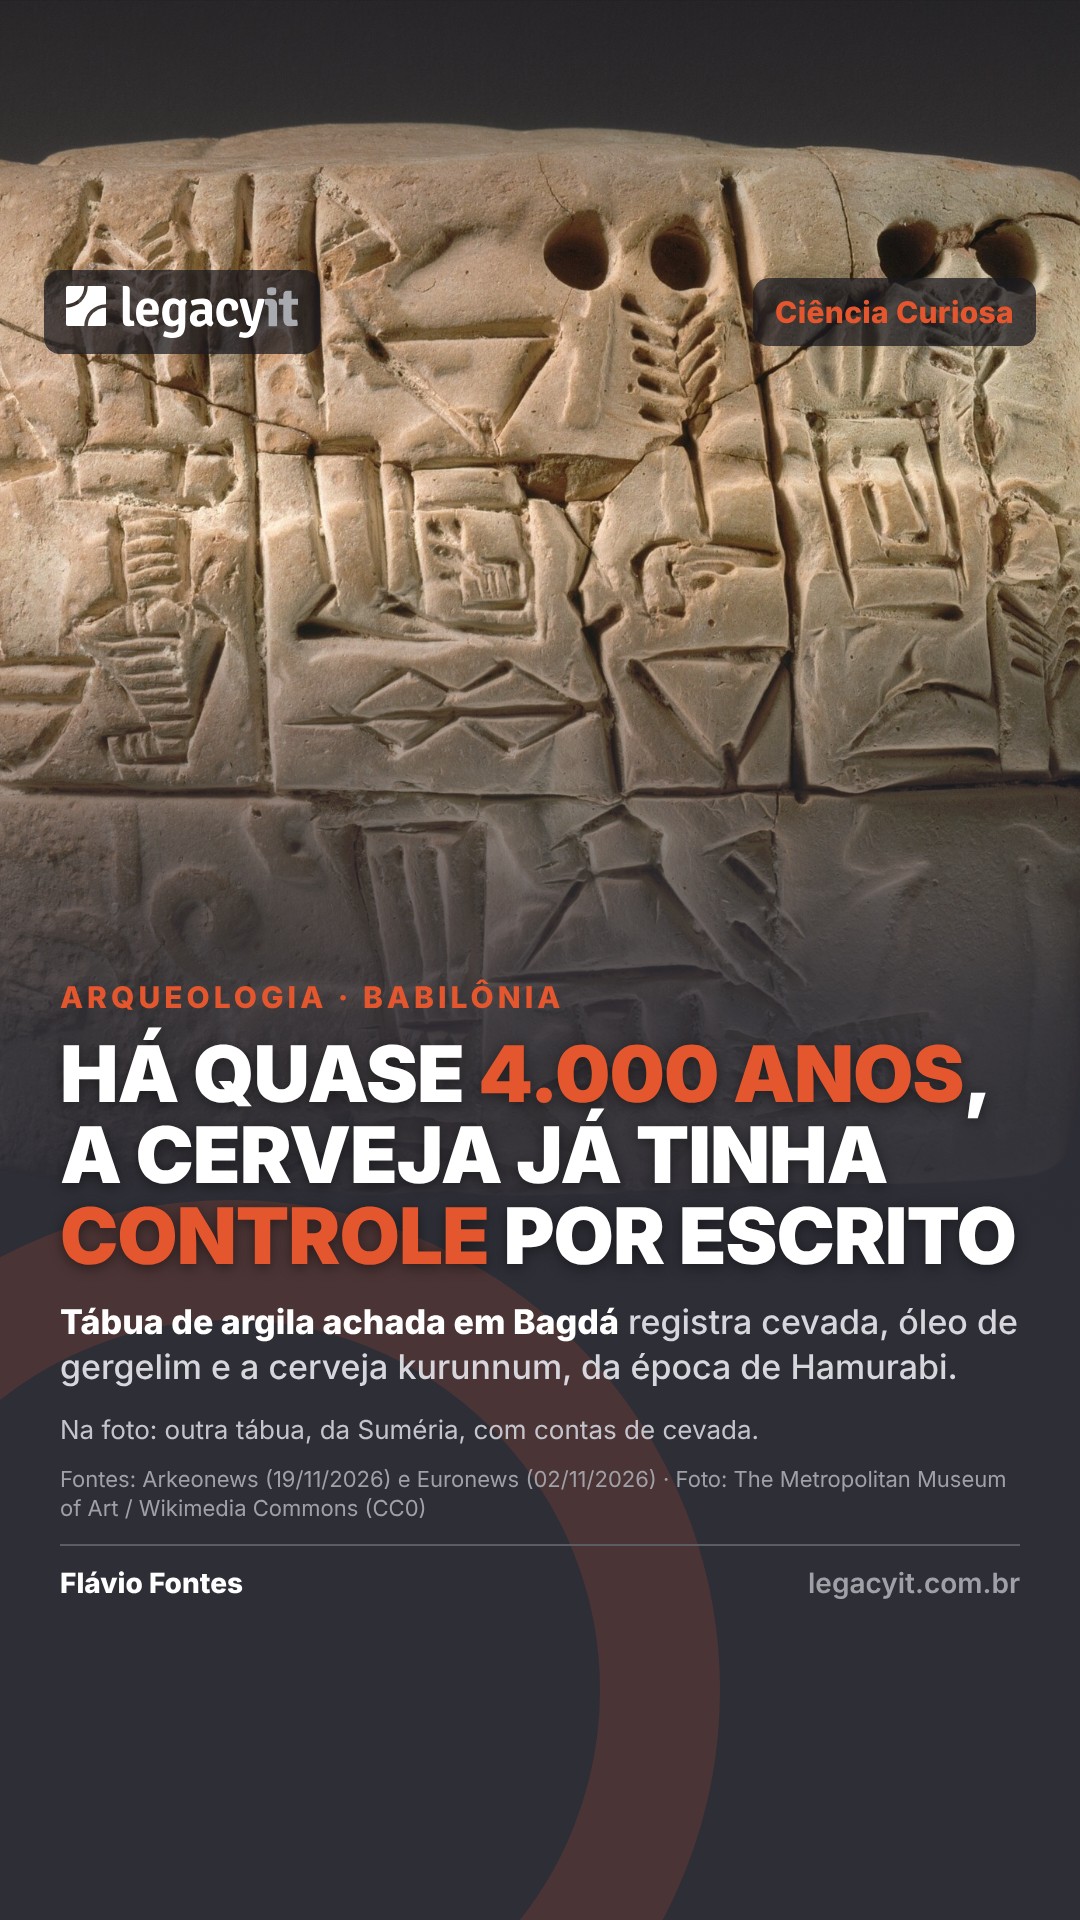 legacyit
Ciência Curiosa
ARQUEOLOGIA · BABILÔNIA
HÁ QUASE 4.000 ANOS,
A CERVEJA JÁ TINHA
CONTROLE POR ESCRITO
Tábua de argila achada em Bagdá registra cevada, óleo de
gergelim e a cerveja kurunnum, da época de Hamurabi.
Na foto: outra tábua, da Suméria, com contas de cevada.
Fontes: Arkeonews (19/11/2026) e Euronews (02/11/2026) · Foto: The Metropolitan Museum
of Art / Wikimedia Commons (CC0)
Flávio Fontes
legacyit.com.br